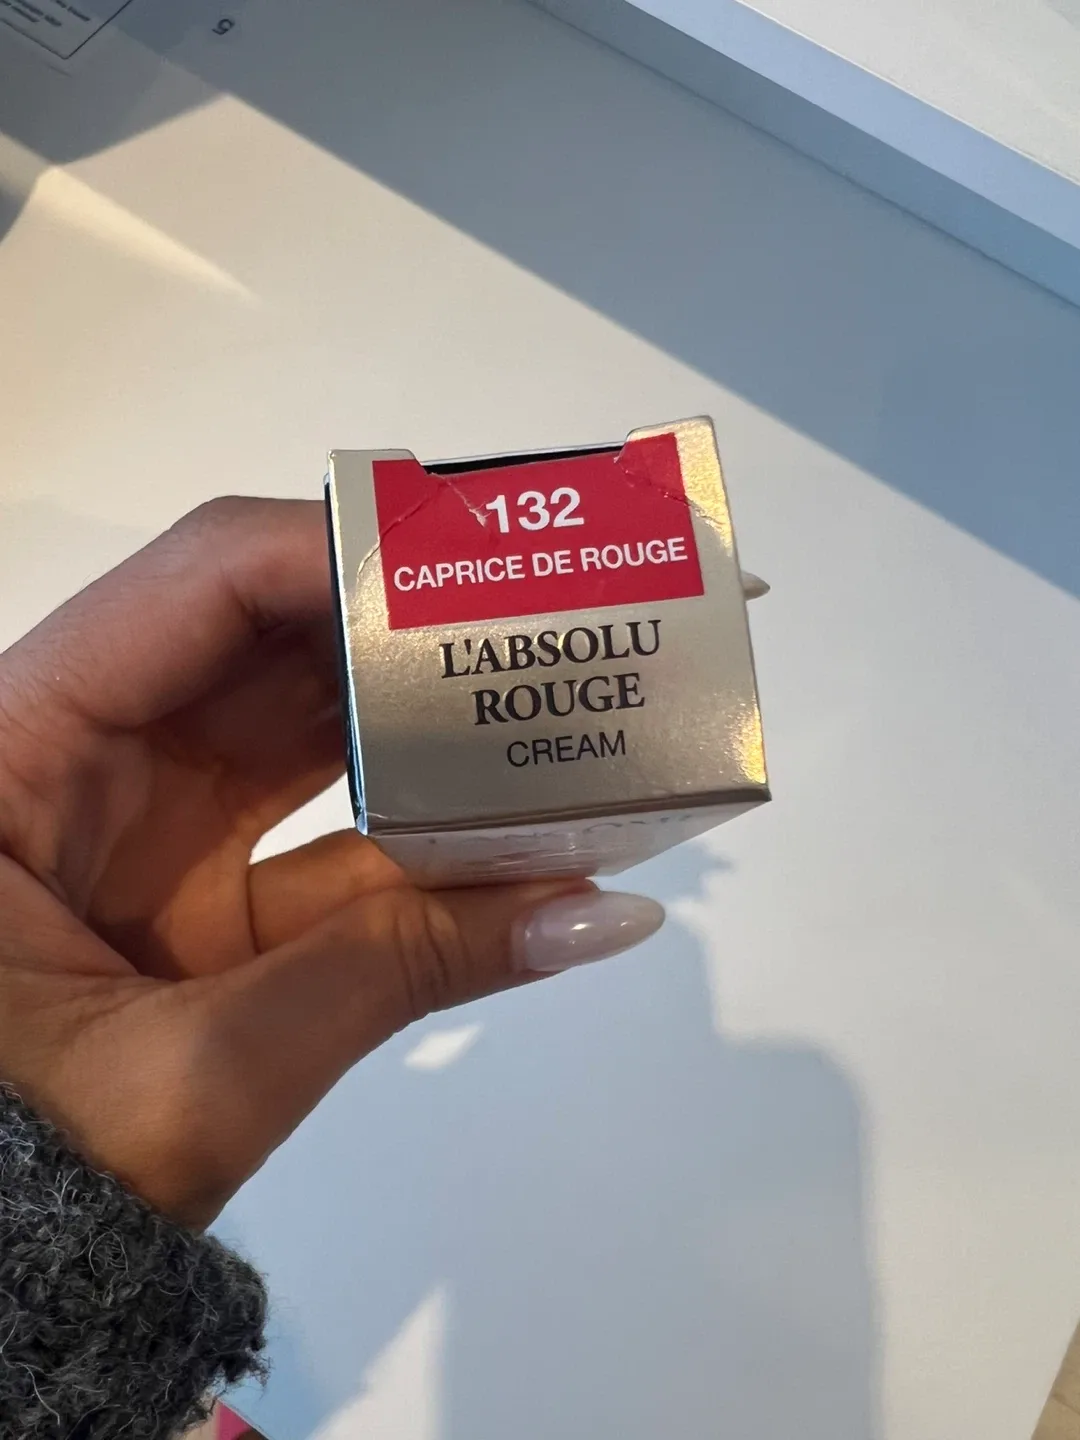 132
CAPRICE DE ROUGE
L'ABSOLU
ROUGE
CREAM